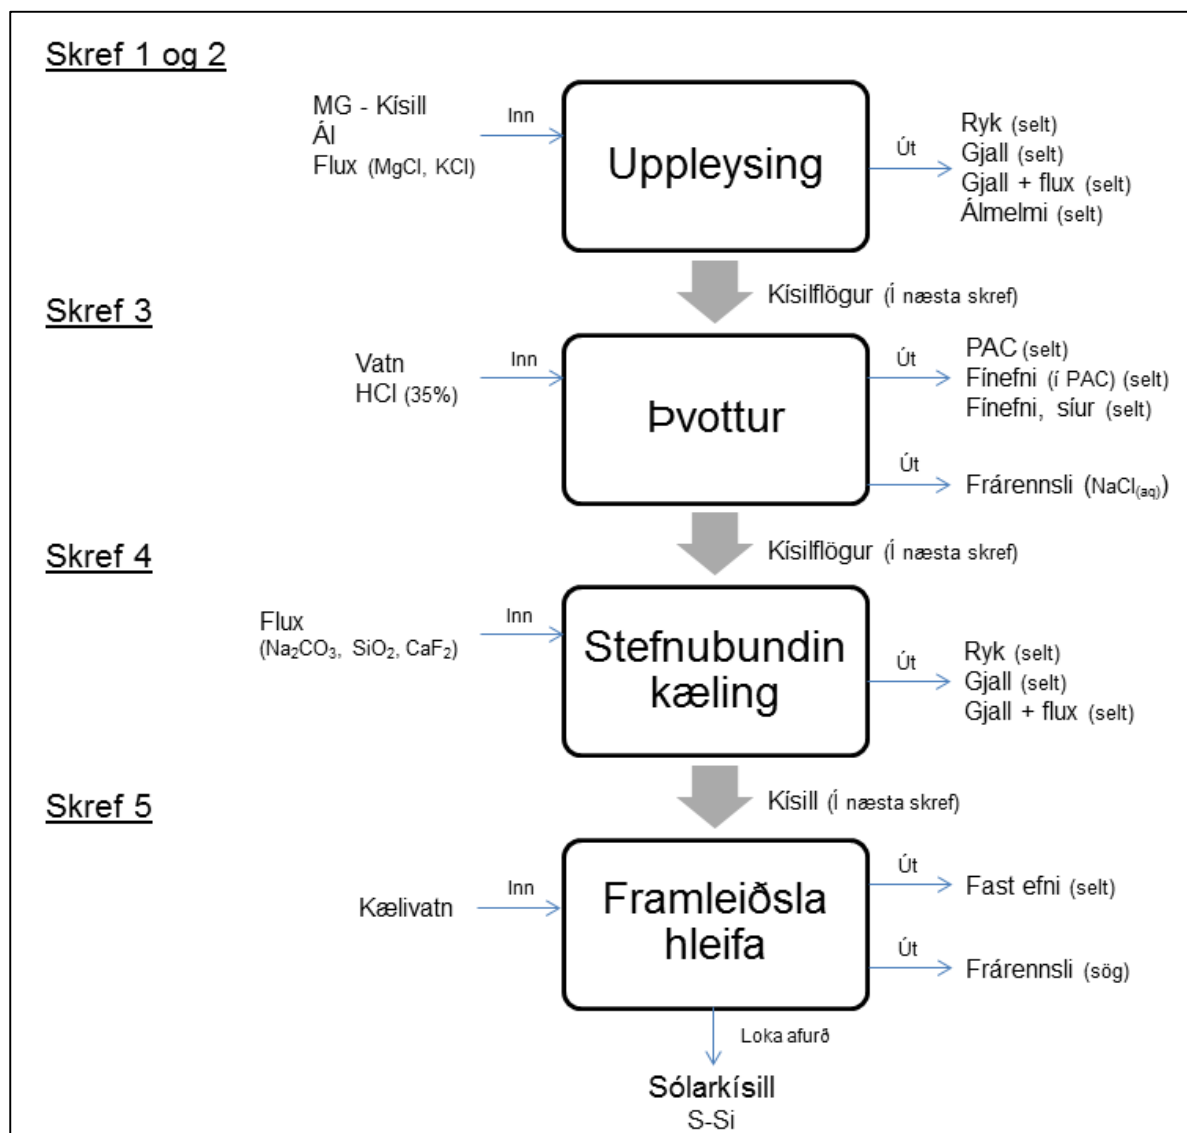 Skref 1 og 2
MG - Kísill
Ál
Flux (MgCl, KCl)
Inn
Uppleysing
Út
Ryk (selt)
Gjall (selt)
Gjall + flux (selt)
Álmelmi (selt)
Kísilflögur (Í næsta skref)
Skref 3
Vatn
HCl (35%)
Inn
Þvottur
Út
PAC (selt)
Fínefni (í PAC) (selt)
Fínefni, síur (selt)
Út
Frárennsli (NaCl(aq))
Kísilflögur (Í næsta skref)
Skref 4
Flux
(Na₂CO₃, SiO₂, CaF₂)
Inn
Stefnubundin
kæling
Út
Ryk (selt)
Gjall (selt)
Gjall + flux (selt)
Kísill (Í næsta skref)
Skref 5
Kælivatn
Inn
Framleiðsla
hleifa
Út
Fast efni (selt)
Út
Frárennsli (sög)
Loka afurð
Sólarkísill
S-Si